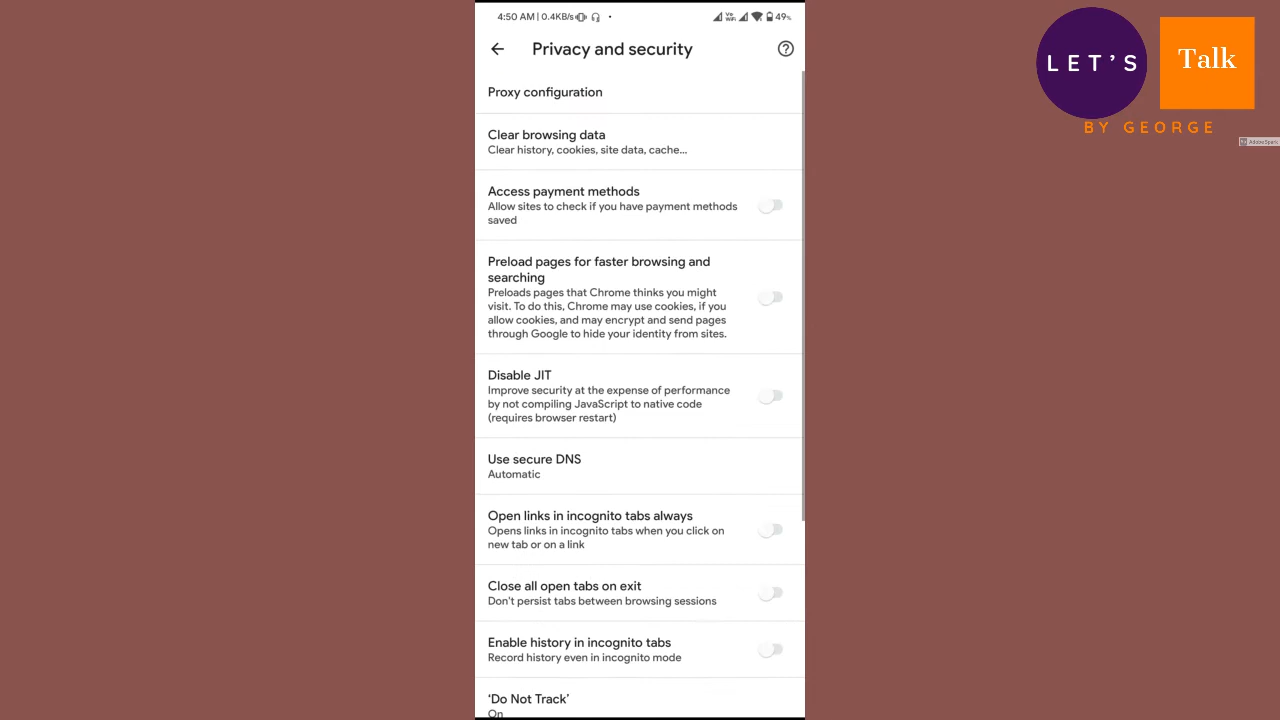 4:50 AM | 0.4KB/s
49%
Privacy and security
Proxy configuration
Clear browsing data
Clear history, cookies, site data, cache...
Access payment methods
Allow sites to check if you have payment methods
saved
Preload pages for faster browsing and
searching
Preloads pages that Chrome thinks you might
visit. To do this, Chrome may use cookies, if you
allow cookies, and may encrypt and send pages
through Google to hide your identity from sites.
Disable JIT
Improve security at the expense of performance
by not compiling JavaScript to native code
(requires browser restart)
Use secure DNS
Automatic
Open links in incognito tabs always
Opens links in incognito tabs when you click on
new tab or on a link
Close all open tabs on exit
Don't persist tabs between browsing sessions
Enable history in incognito tabs
Record history even in incognito mode
‘Do Not Track’
On
LET'S
Talk
BY GEORGE
Adobe Spark